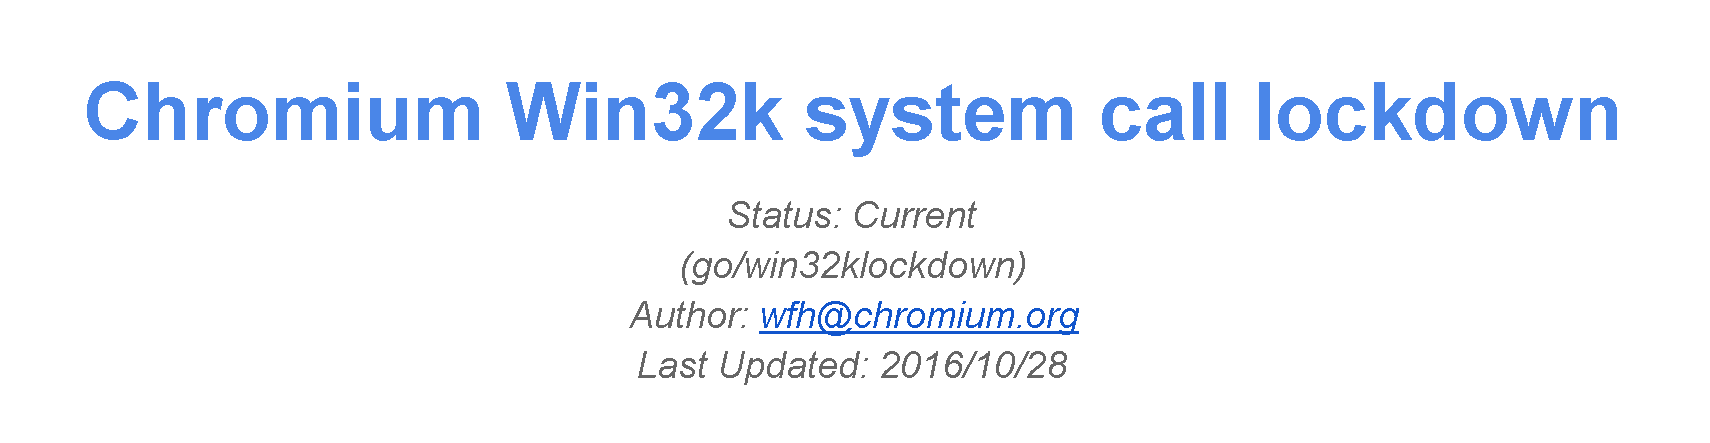 Chromium Win32k system call lockdown
Status: Current
(go/win32klockdown)
Author: wfh@chromium.org
Last Updated: 2016/10/28